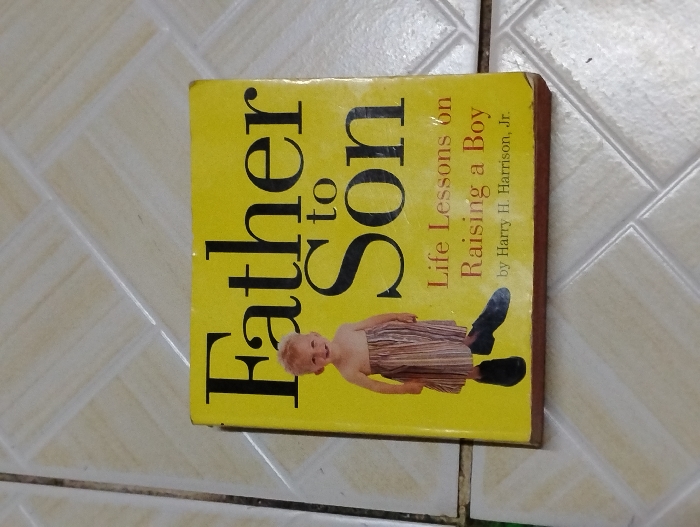 Father
to
Son
Life Lessons on
Raising a Boy
by Harry H. Harrison, Jr.